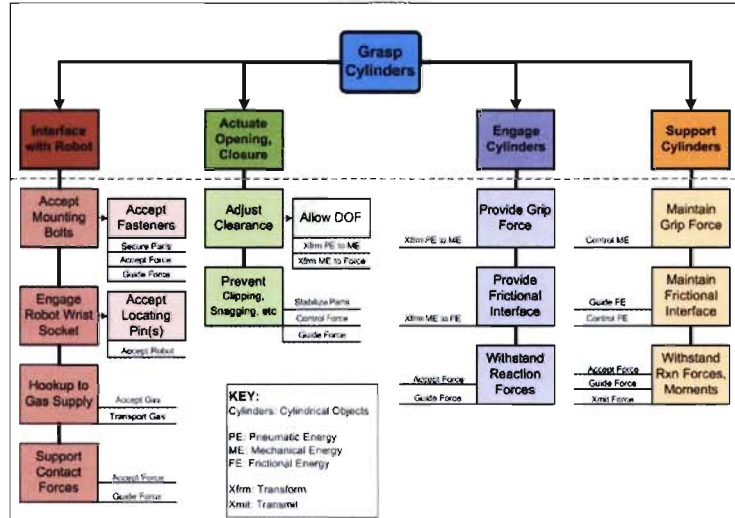 Grasp
Cylinders
Interface
with Robot
Actuate
Opening,
Closure
Engage
Cylinders
Support
Cylinders
Accept
Mounting
Bolts
Accept
Fasteners
Secure Parts
Accept Force
Guide Force
Engage
Robot Wrist
Socket
Accept
Locating
Pin(s)
Accept Robot
Hookup to
Gas Supply
Accept Gas
Transport Gas
Support
Contact
Forces
Accept Force
Guide Force
Adjust
Clearance
Allow DOF
Xfrm PE to ME
Xfrm ME to Force
Prevent
Clipping,
Snagging, etc
Stabilize Parts
Control Force
Guide Force
Provide Grip
Force
Xfrm PE to ME
Provide
Frictional
Interface
Xfrm ME to FE
Withstand
Reaction
Forces
Accept Force
Guide Force
Maintain
Grip Force
Control ME
Maintain
Frictional
Interface
Guide FE
Control FE
Withstand
Rxn Forces,
Moments
Accept Force
Guide Force
Xmit Force
KEY:
Cylinders: Cylindrical Objects
PE: Pneumatic Energy
ME: Mechanical Energy
FE: Frictional Energy
Xfrm: Transform
Xmit: Transmit